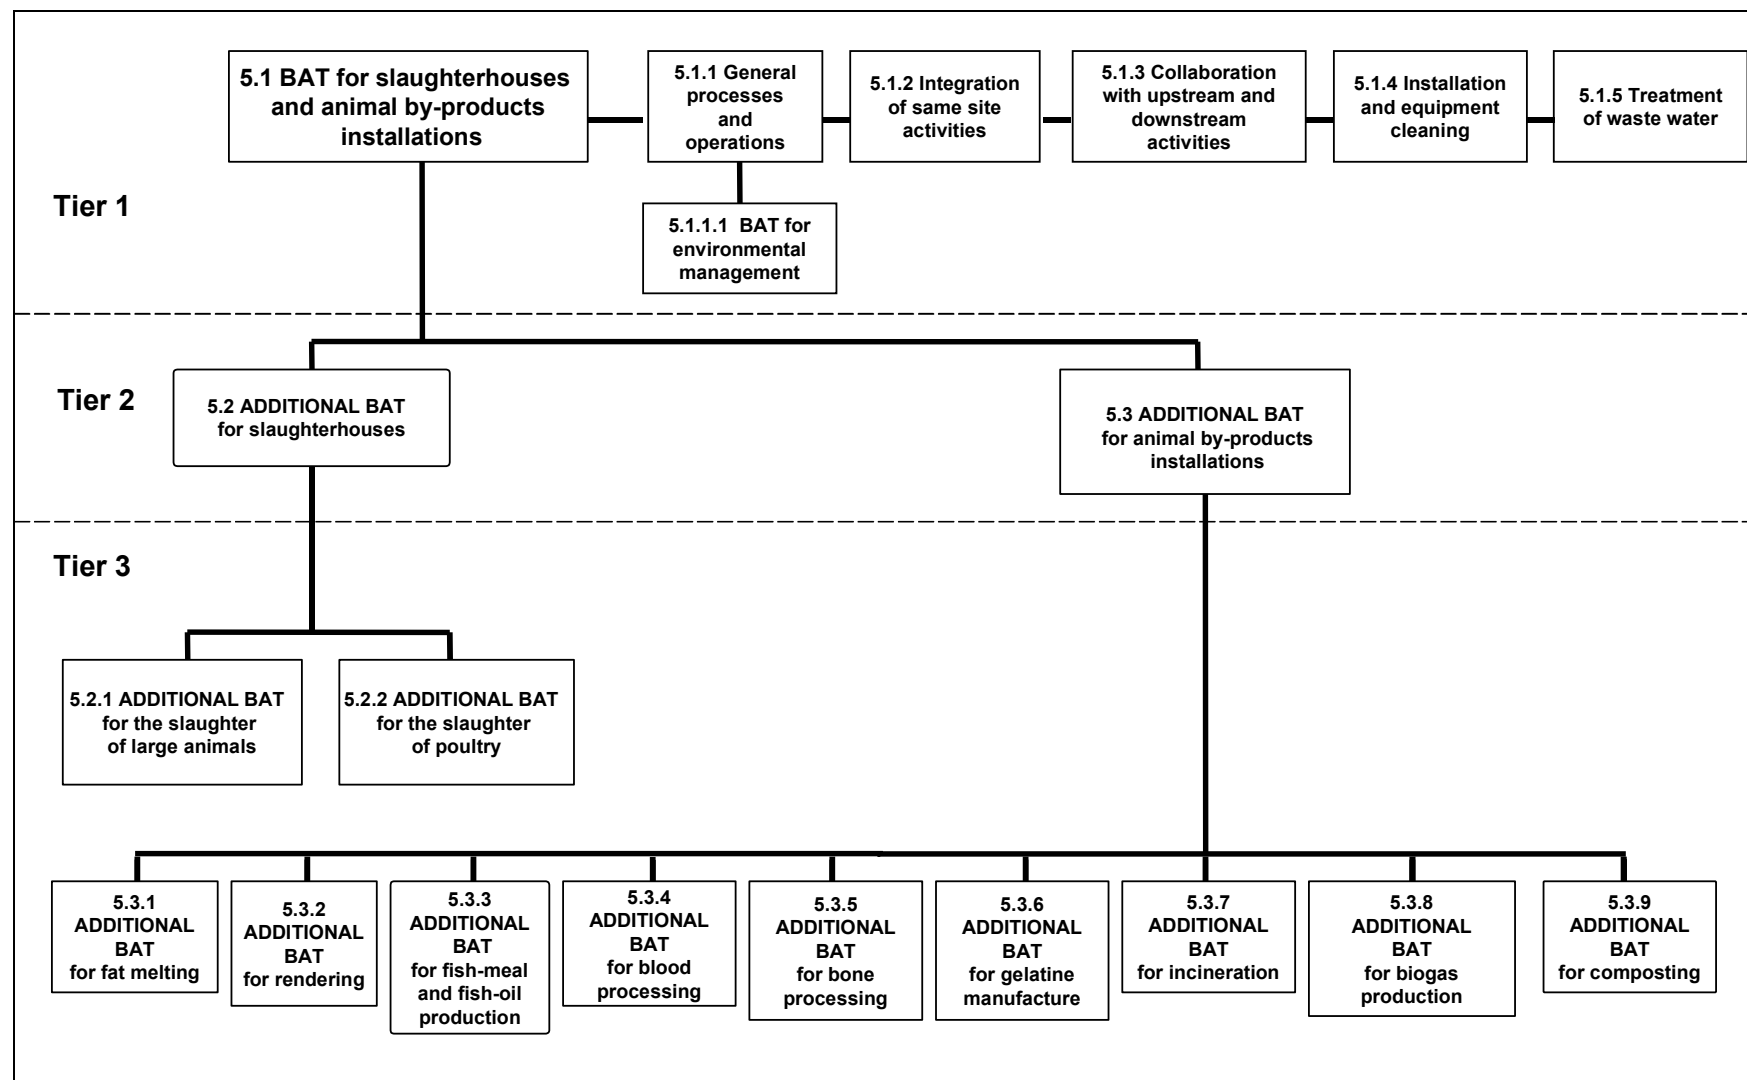 5.1 BAT for slaughterhouses
and animal by-products
installations
5.1.1 General
processes
and
operations
5.1.2 Integration
of same site
activities
5.1.3 Collaboration
with upstream and
downstream
activities
5.1.4 Installation
and equipment
cleaning
5.1.5 Treatment
of waste water
Tier 1
5.1.1.1 BAT for
environmental
management
Tier 2
5.2 ADDITIONAL BAT
for slaughterhouses
5.3 ADDITIONAL BAT
for animal by-products
installations
Tier 3
5.2.1 ADDITIONAL BAT
for the slaughter
of large animals
5.2.2 ADDITIONAL BAT
for the slaughter
of poultry
5.3.1
ADDITIONAL
BAT
for fat melting
5.3.2
ADDITIONAL
BAT
for rendering
5.3.3
ADDITIONAL
BAT
for fish-meal
and fish-oil
production
5.3.4
ADDITIONAL
BAT
for blood
processing
5.3.5
ADDITIONAL
BAT
for bone
processing
5.3.6
ADDITIONAL
BAT
for gelatine
manufacture
5.3.7
ADDITIONAL
BAT
for incineration
5.3.8
ADDITIONAL
BAT
for biogas
production
5.3.9
ADDITIONAL
BAT
for composting